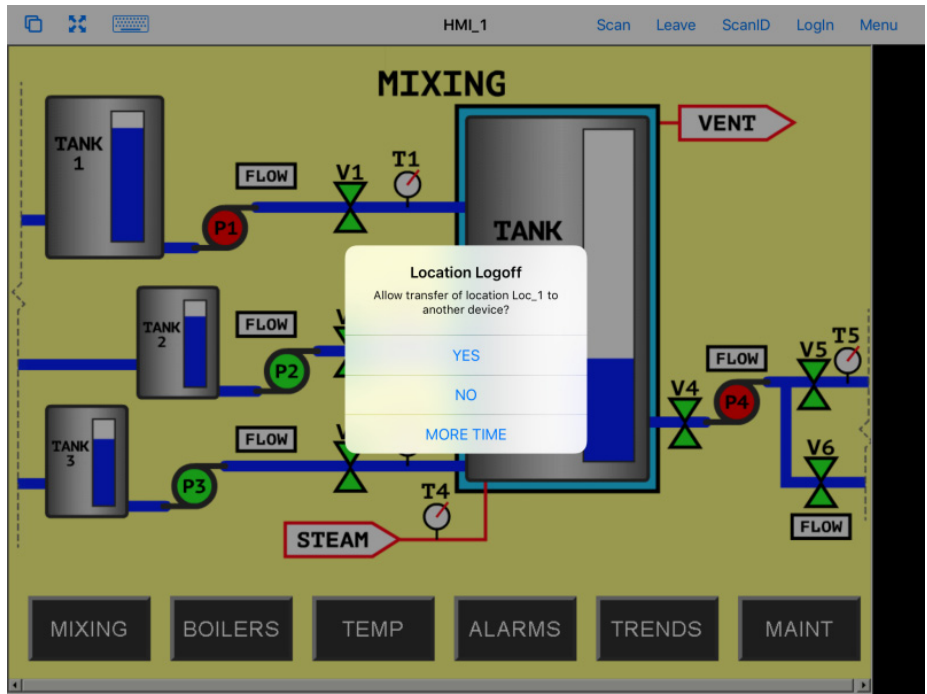 HMI_1
Scan Leave ScanID LogIn Menu
MIXING
TANK
1
FLOW
V1
T1
P1
VENT
TANK
Location Logoff
Allow transfer of location Loc_1 to
another device?
YES
NO
MORE TIME
TANK
2
FLOW
P2
V
TANK
3
FLOW
P3
V
T4
STEAM
V4
P4
FLOW
V5
T5
V6
FLOW
MIXING BOILERS TEMP ALARMS TRENDS MAINT